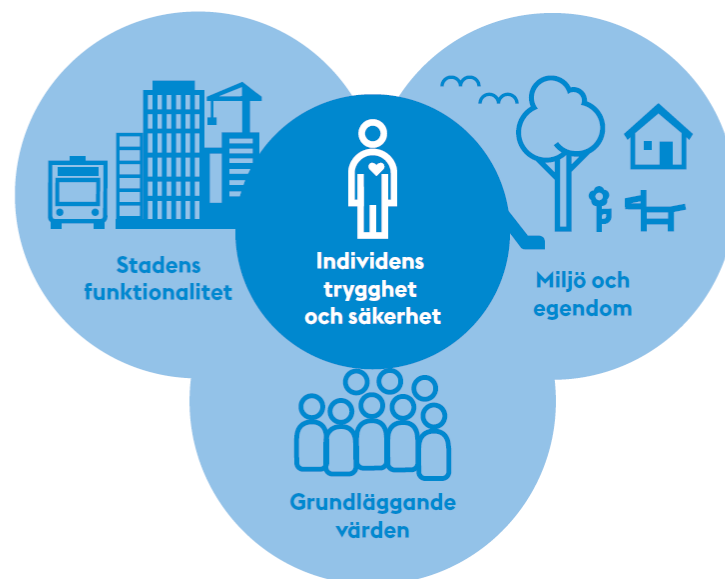 Stadens
funktionalitet
Individens
trygghet
och säkerhet
Miljö och
egendom
Grundläggande
värden